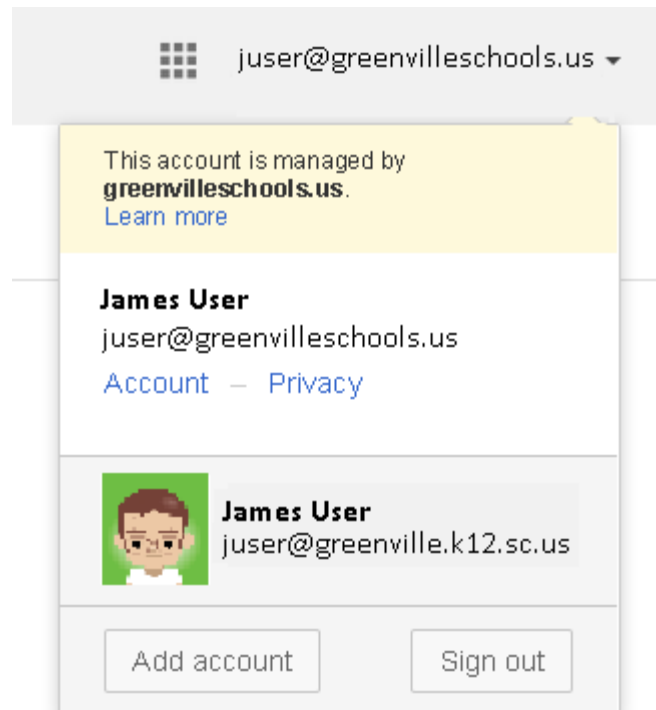 juser@greenvilleschools.us
This account is managed by
greenvilleschools.us.
Learn more
James User
juser@greenvilleschools.us
Account – Privacy
James User
juser@greenville.k12.sc.us
Add account Sign out